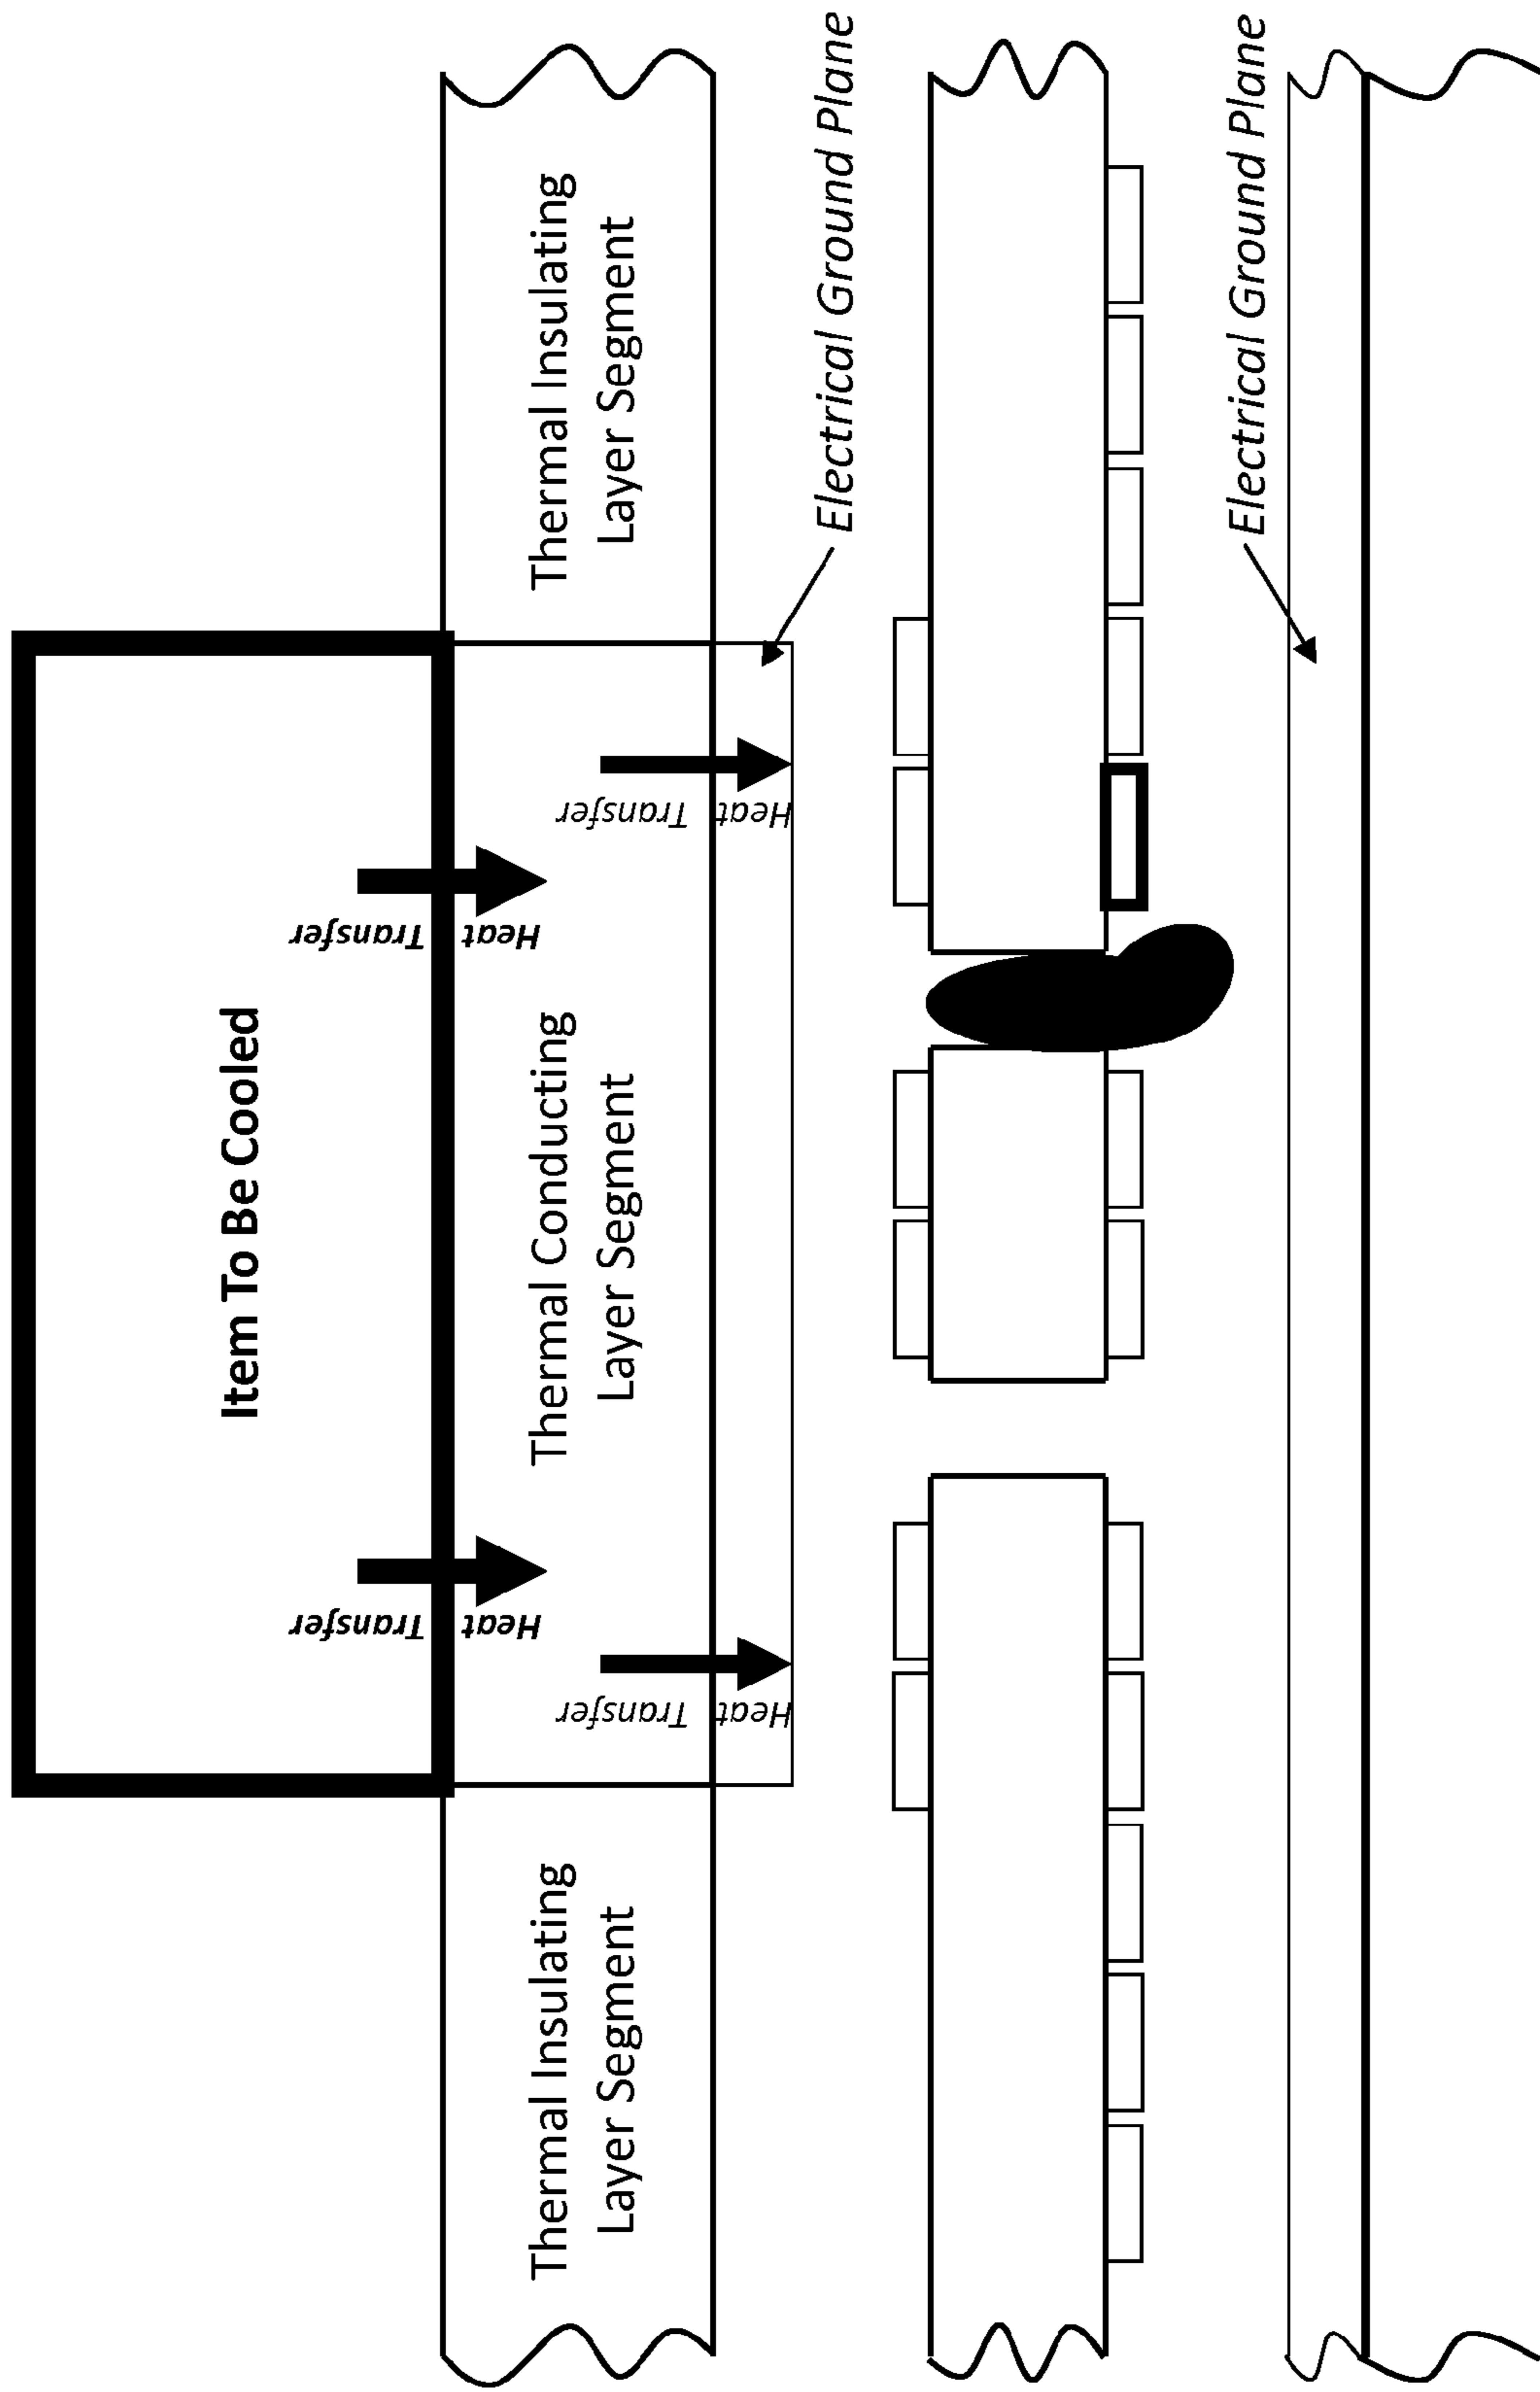 Item To Be Cooled
Heat Transfer
Heat Transfer
Thermal Insulating
Layer Segment
Thermal Conducting
Layer Segment
Thermal Insulating
Layer Segment
Heat Transfer
Heat Transfer
Electrical Ground Plane
Electrical Ground Plane